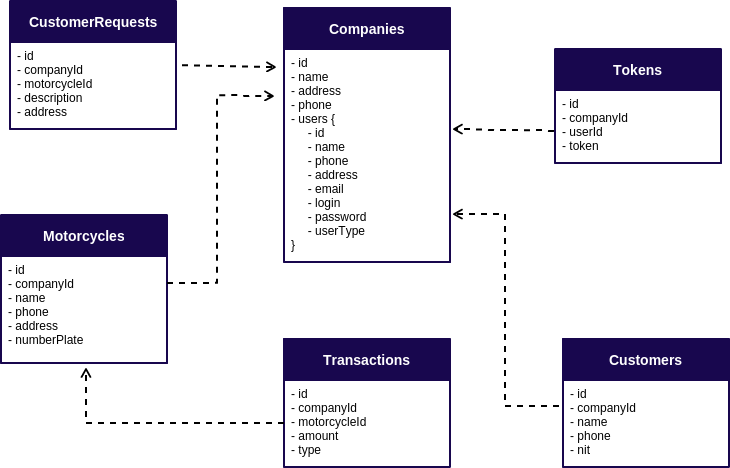 CustomerRequests
- id
- companyId
- motorcycleId
- description
- address
Companies
- id
- name
- address
- phone
- users {
- id
- name
- phone
- address
- email
- login
- password
- userType
}
Tokens
- id
- companyId
- userId
- token
Motorcycles
- id
- companyId
- name
- phone
- address
- numberPlate
Transactions
- id
- companyId
- motorcycleId
- amount
- type
Customers
- id
- companyId
- name
- phone
- nit